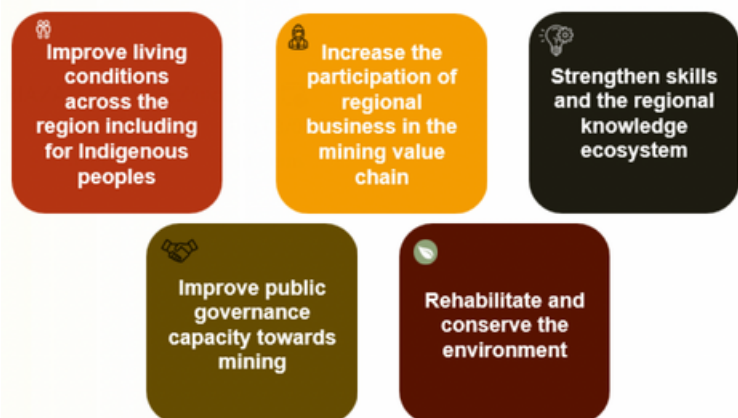 Improve living
conditions
across the
region including
for Indigenous
peoples
Increase the
participation of
regional
business in the
mining value
chain
Strengthen skills
and the regional
knowledge
ecosystem
Improve public
governance
capacity towards
mining
Rehabilitate and
conserve the
environment